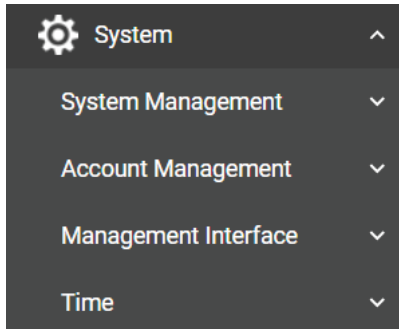 System
System Management
Account Management
Management Interface
Time